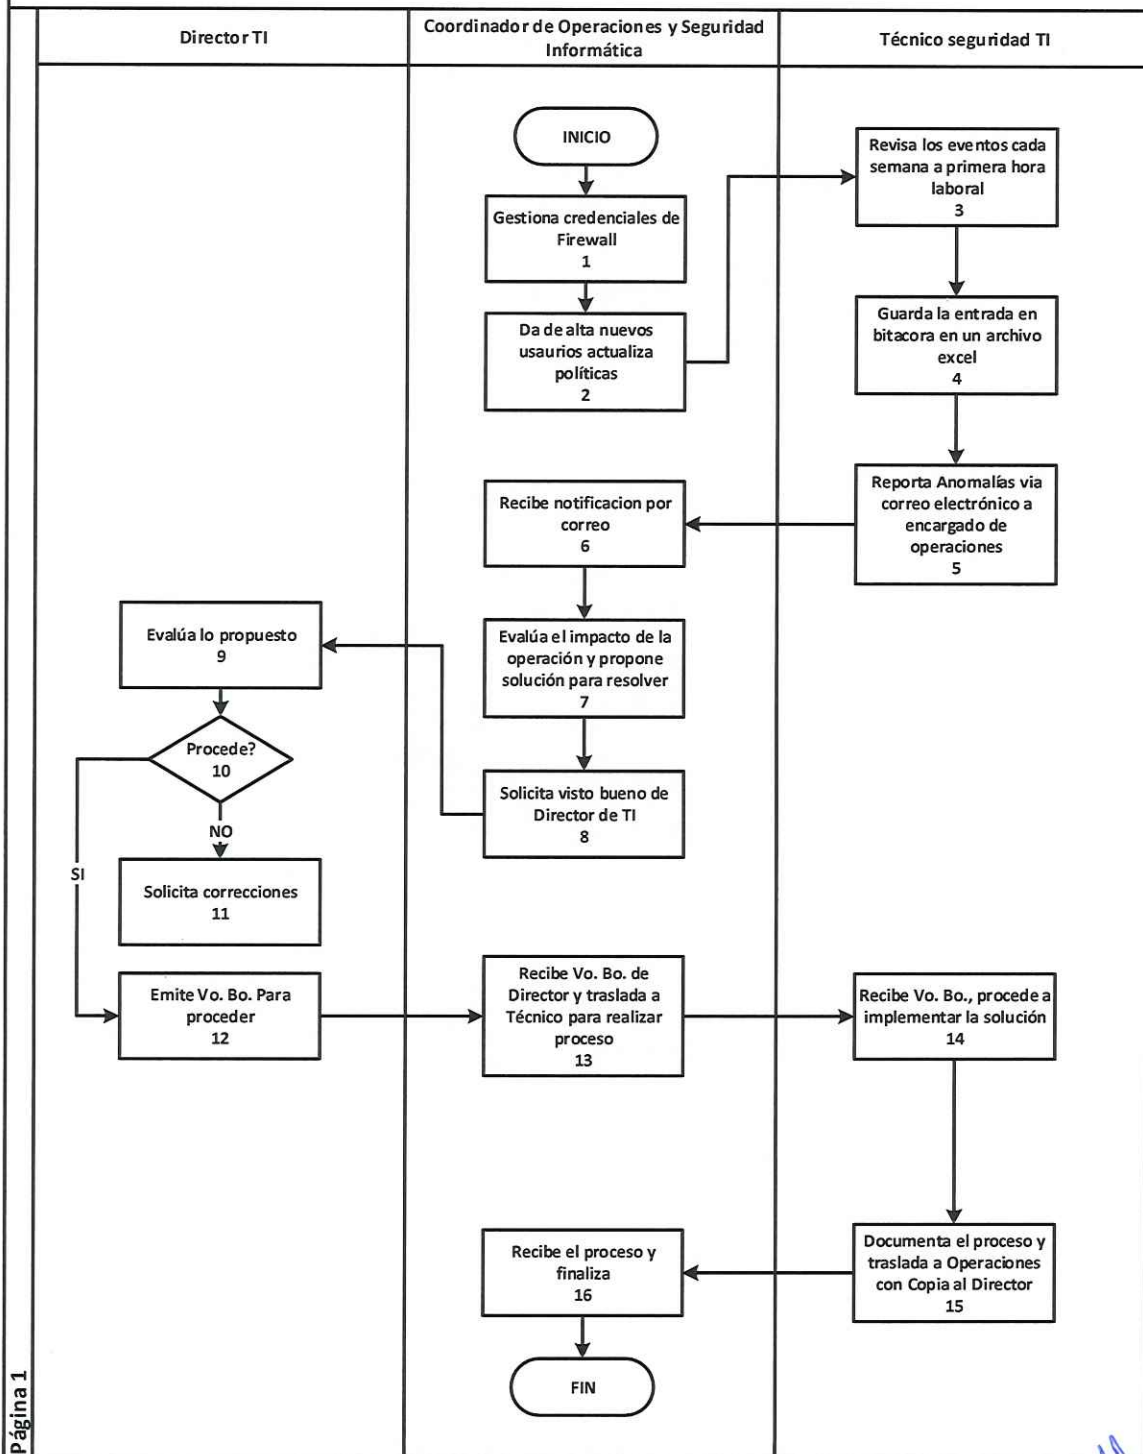 Director TI
Coordinador de Operaciones y Seguridad
Informática
Técnico seguridad TI
INICIO
Gestiona credenciales de
Firewall
1
Da de alta nuevos
usaurios actualiza
políticas
2
Revisa los eventos cada
semana a primera hora
laboral
3
Guarda la entrada en
bitacora en un archivo
excel
4
Reporta Anomalías via
correo electrónico a
encargado de
operaciones
5
Recibe notificacion por
correo
6
Evalúa el impacto de la
operación y propone
solución para resolver
7
Solicita visto bueno de
Director de TI
8
Evalúa lo propuesto
9
Procede?
10
NO
SI
Solicita correcciones
11
Emite Vo. Bo. Para
proceder
12
Recibe Vo. Bo. de
Director y traslada a
Técnico para realizar
proceso
13
Recibe Vo. Bo., procede a
implementar la solución
14
Documenta el proceso y
traslada a Operaciones
con Copia al Director
15
Recibe el proceso y
finaliza
16
FIN
Página 1